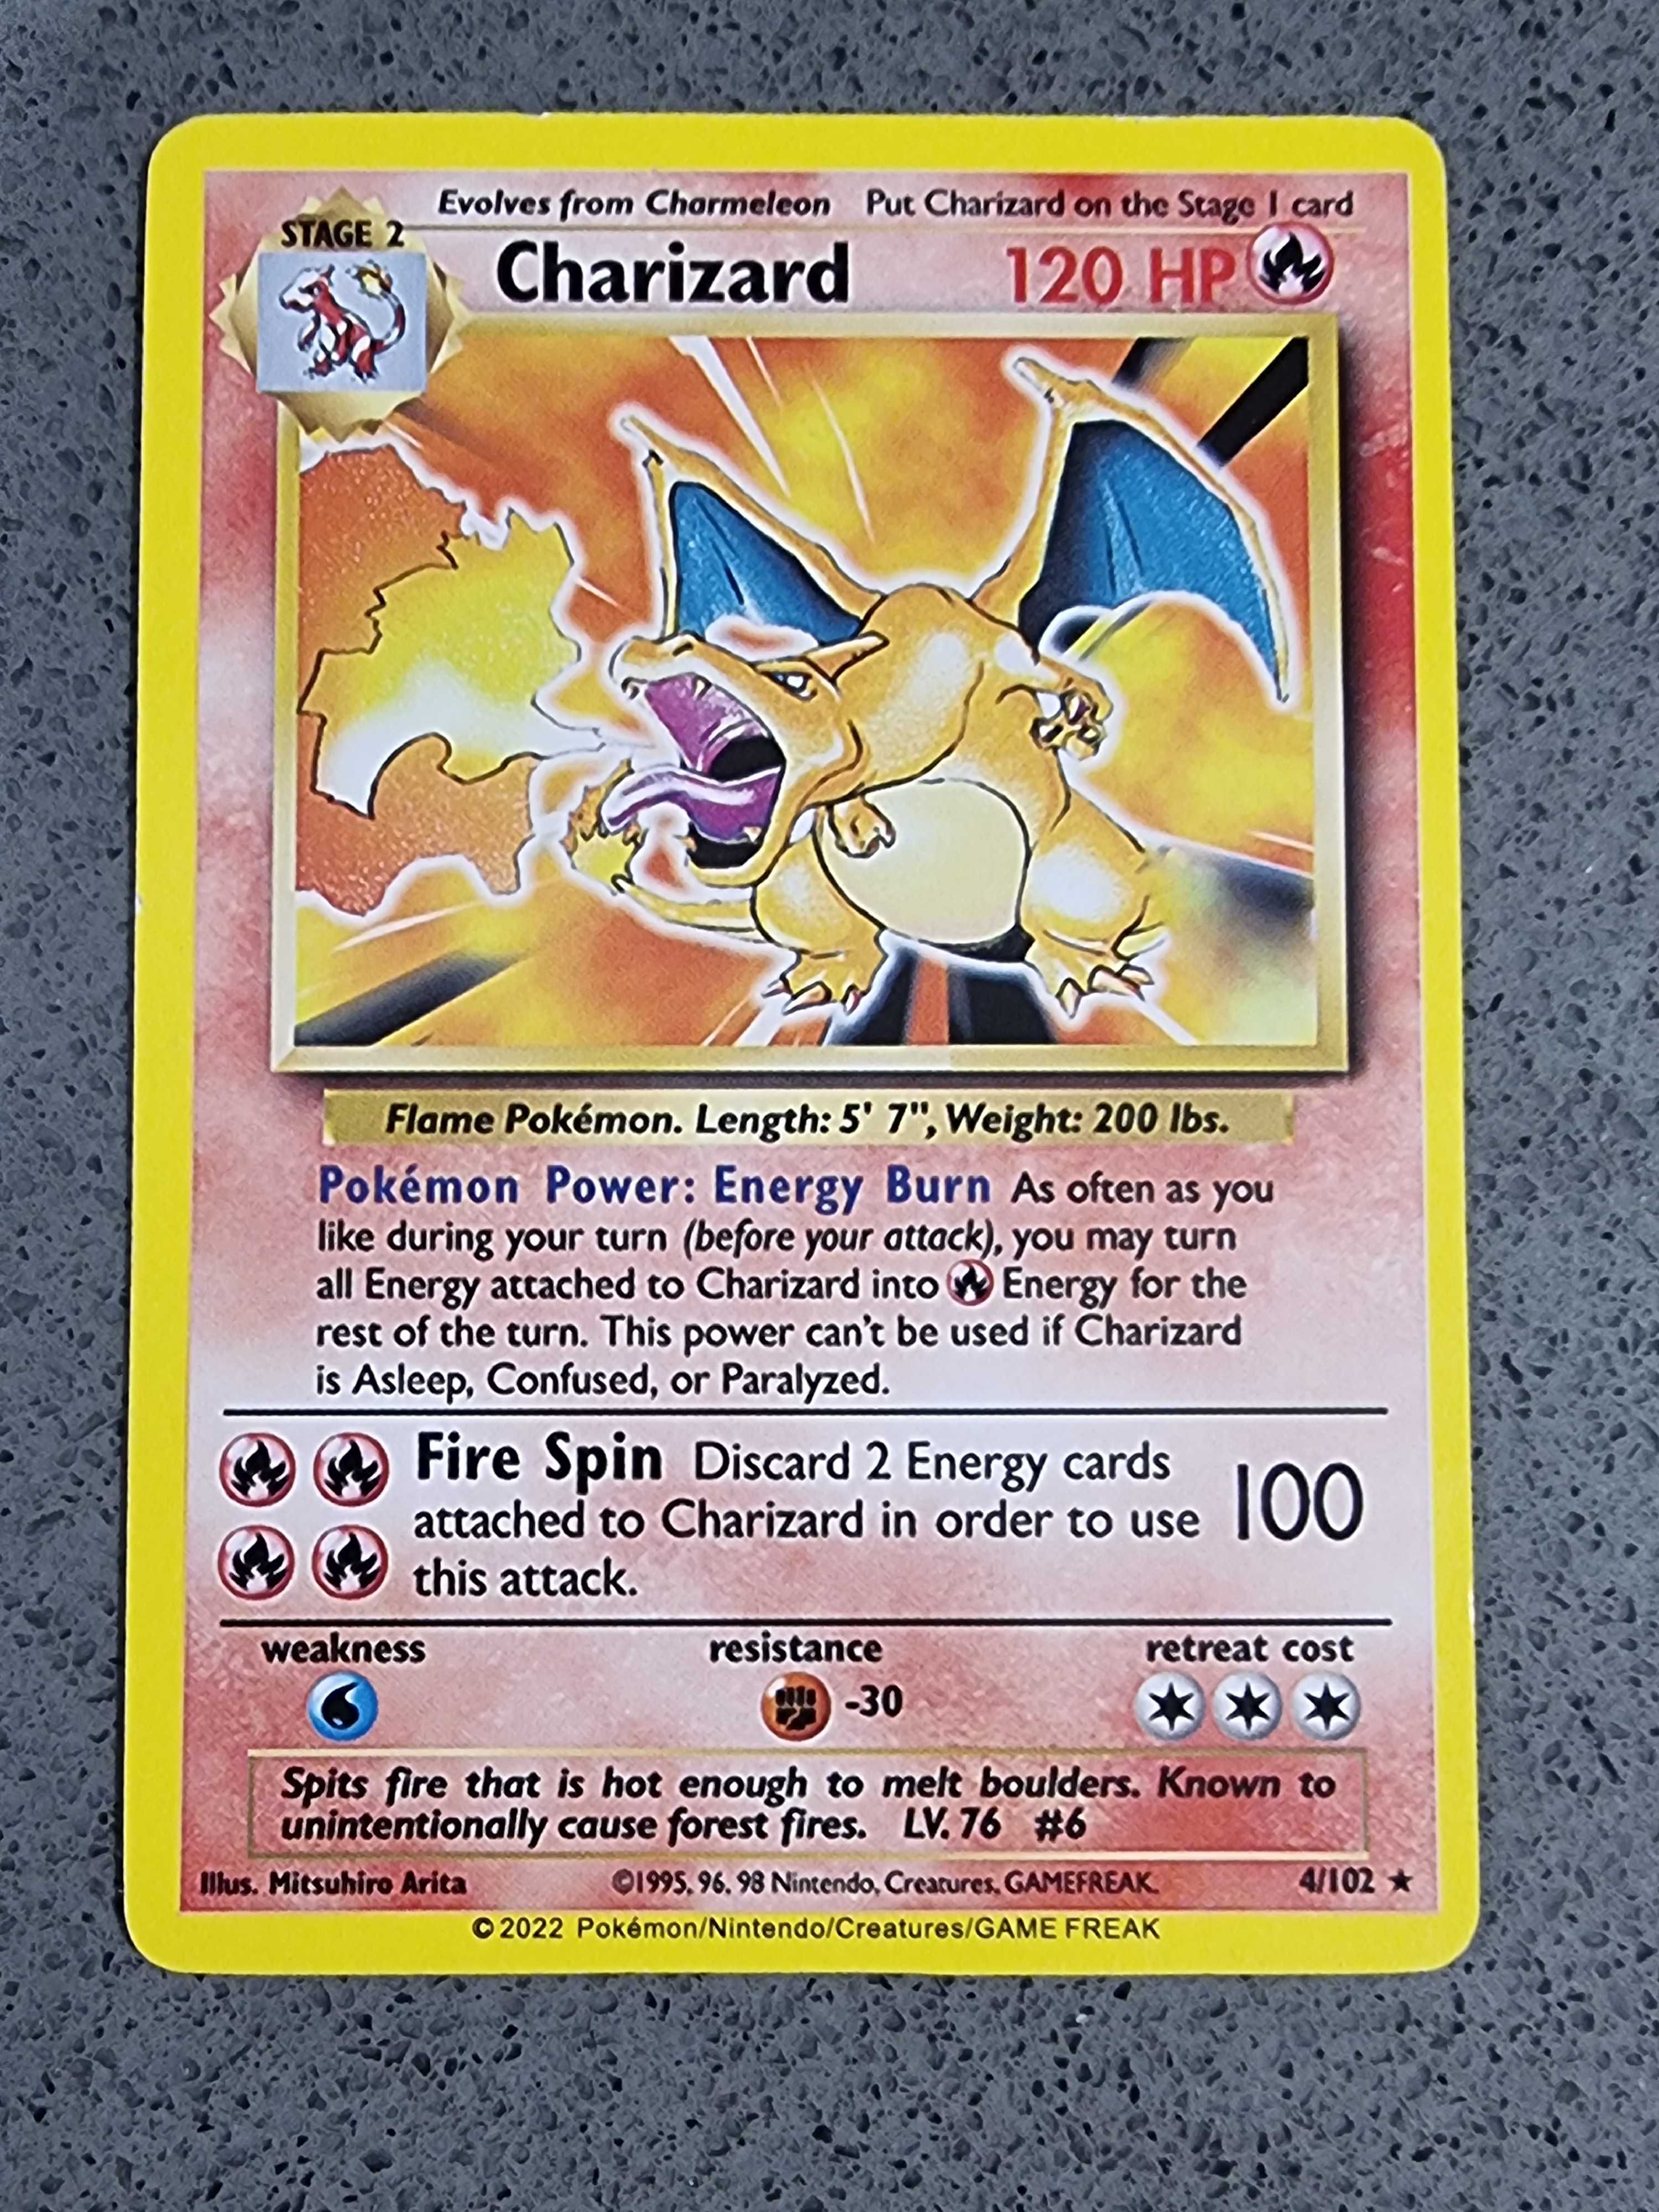 Evolves from Charmeleon Put Charizard on the Stage 1 card
STAGE 2
Charizard 120 HP
Flame Pokémon. Length: 5' 7", Weight: 200 lbs.
Pokémon Power: Energy Burn As often as you
like during your turn (before your attack), you may turn
all Energy attached to Charizard into Energy for the
rest of the turn. This power can't be used if Charizard
is Asleep, Confused, or Paralyzed.
Fire Spin Discard 2 Energy cards
attached to Charizard in order to use 100
this attack.
weakness resistance retreat cost
-30
Spits fire that is hot enough to melt boulders. Known to
unintentionally cause forest fires. LV. 76 #6
Illus. Mitsuhiro Arita ©1995, 96, 98 Nintendo, Creatures, GAMEFREAK. 4/102 ★
© 2022 Pokémon/Nintendo/Creatures/GAME FREAK